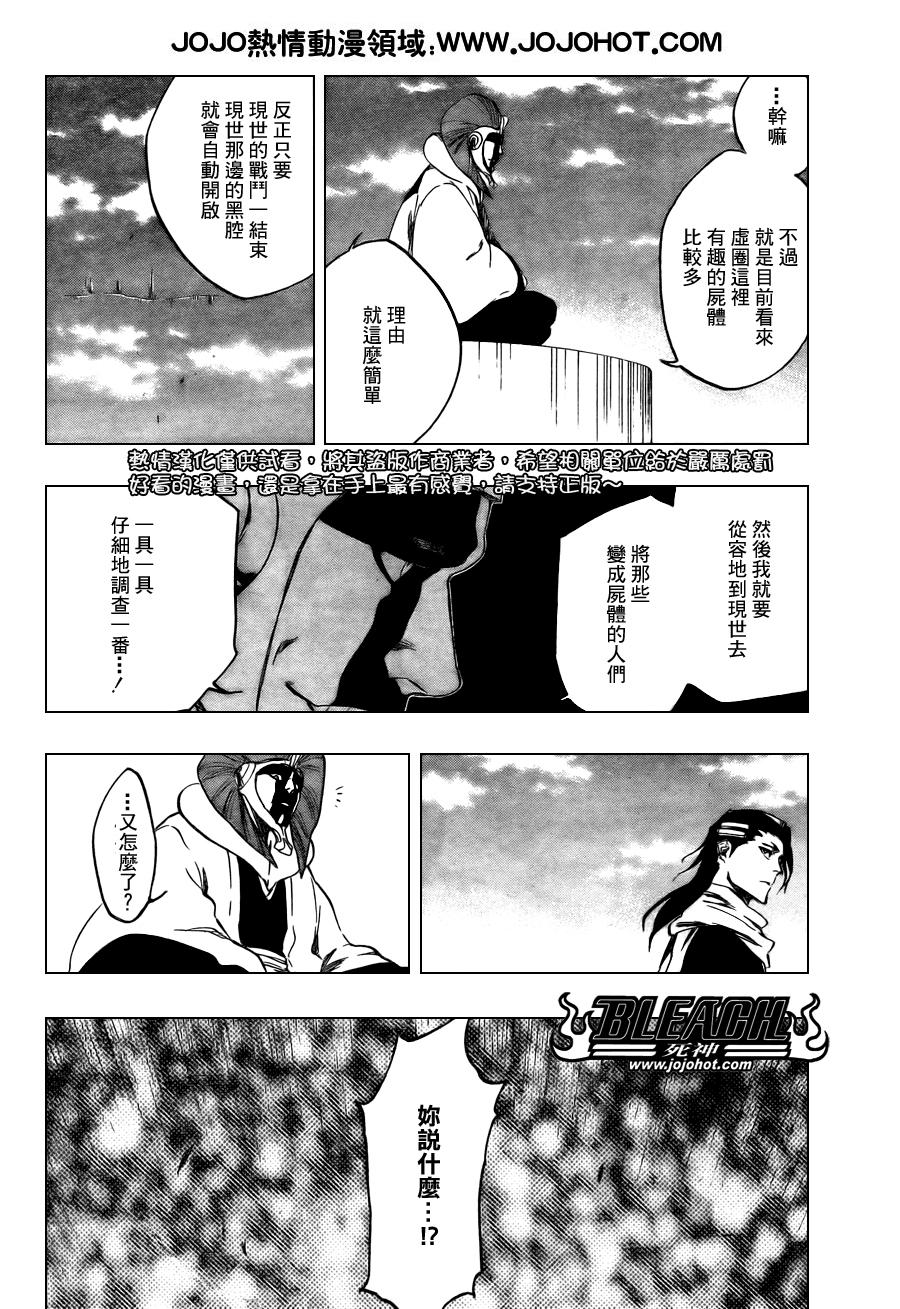 JOJO熱情動漫領域:WWW.JOJOHOT.COM
…幹嘛
不過
就是目前看來
虛圈這裡
有趣的屍體
比較多
理由
就這麼簡單
反正只要
現世的戰鬥一結束
現世那邊的黑腔
就會自動開啟
熱情漢化僅供試看，將其盜版作商業者，希望相關單位給於嚴厲處罰
好看的漫畫，還是拿在手上最有感覺，請支持正版～
然後我就要
從容地到現世去
將那些
變成屍體的人們
一具一具
仔細地調查一番…！
…又怎麼了？
BLEACH
死神
www.jojohot.com
妳説什麼…!?